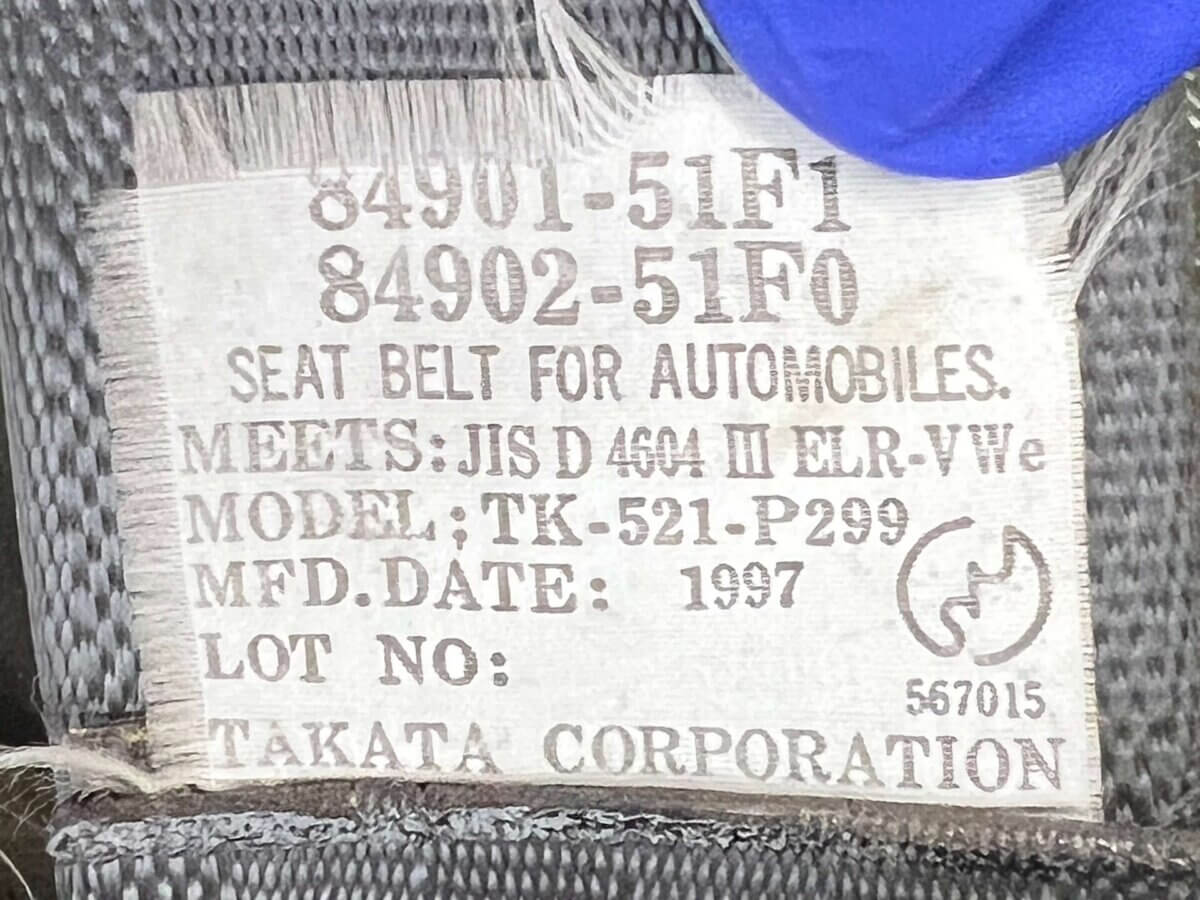 84901-51F1
84902-51F0
SEAT BELT FOR AUTOMOBILES.
MEETS: JIS D 4604 III ELR-VWe
MODEL; TK-521-P299
MFD.DATE: 1997
LOT NO:
567015
TAKATA CORPORATION